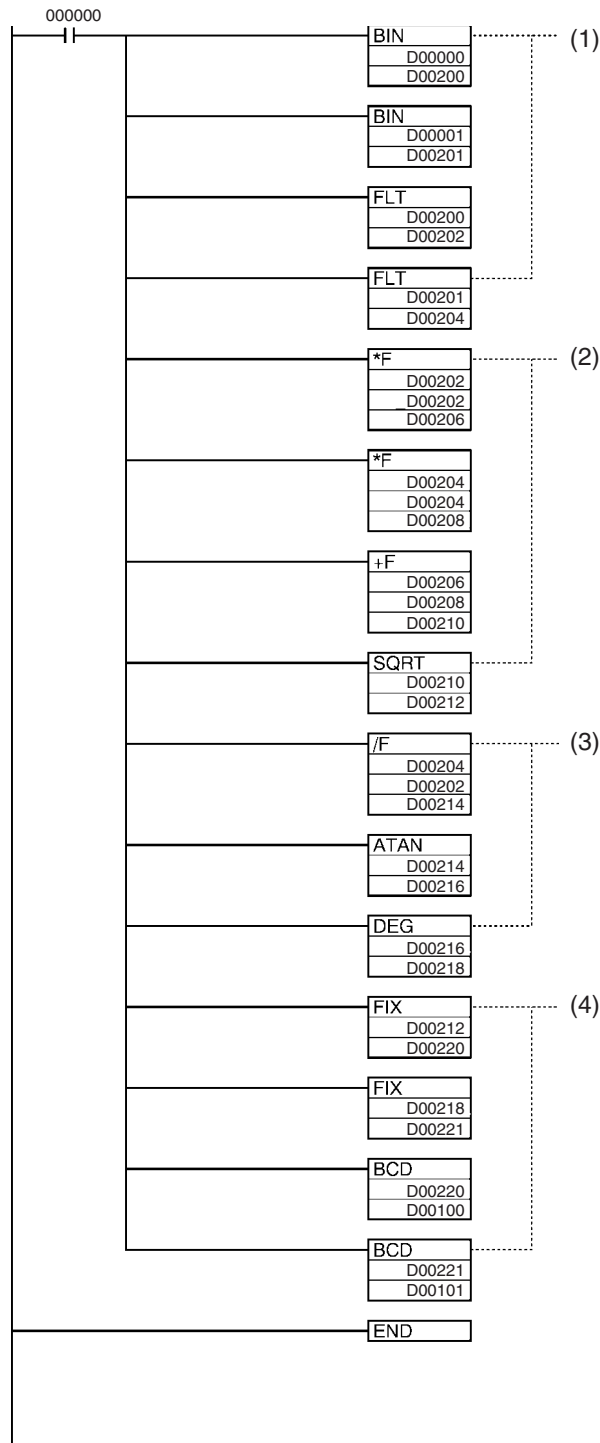 000000
BIN
(1)
D00000
D00200
BIN
D00001
D00201
FLT
D00200
D00202
FLT
D00201
D00204
*F
(2)
D00202
_D00202
D00206
*F
D00204
D00204
D00208
+F
D00206
D00208
D00210
SQRT
D00210
D00212
/F
(3)
D00204
D00202
D00214
ATAN
D00214
D00216
DEG
D00216
D00218
FIX
(4)
D00212
D00220
FIX
D00218
D00221
BCD
D00220
D00100
BCD
D00221
D00101
END